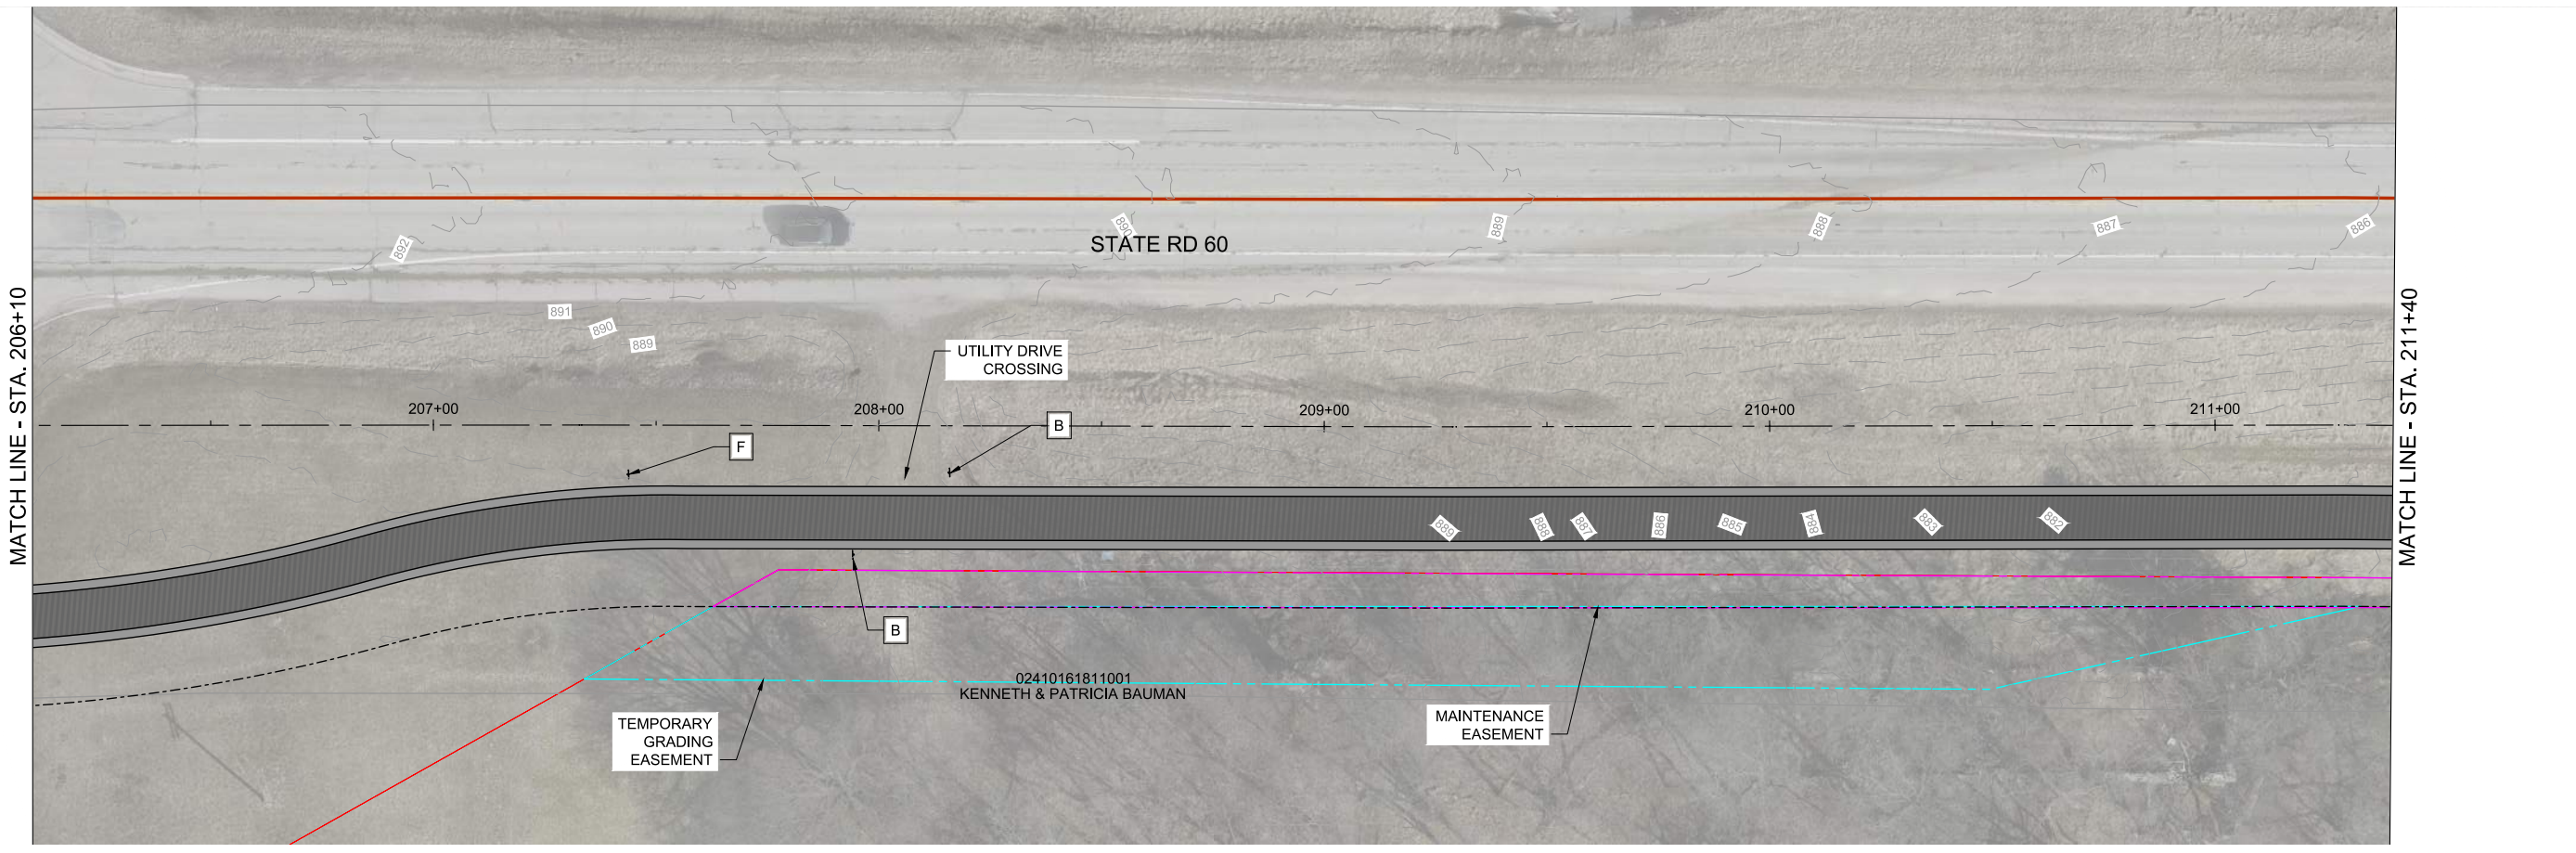 MATCH LINE - STA. 206+10
892
890
STATE RD 60
889
888
887
886
891
890
889
UTILITY DRIVE
CROSSING
207+00
208+00
209+00
210+00
211+00
F
B
889
888
887
886
885
884
883
882
B
02410161811001
KENNETH & PATRICIA BAUMAN
TEMPORARY
GRADING
EASEMENT
MAINTENANCE
EASEMENT
MATCH LINE - STA. 211+40